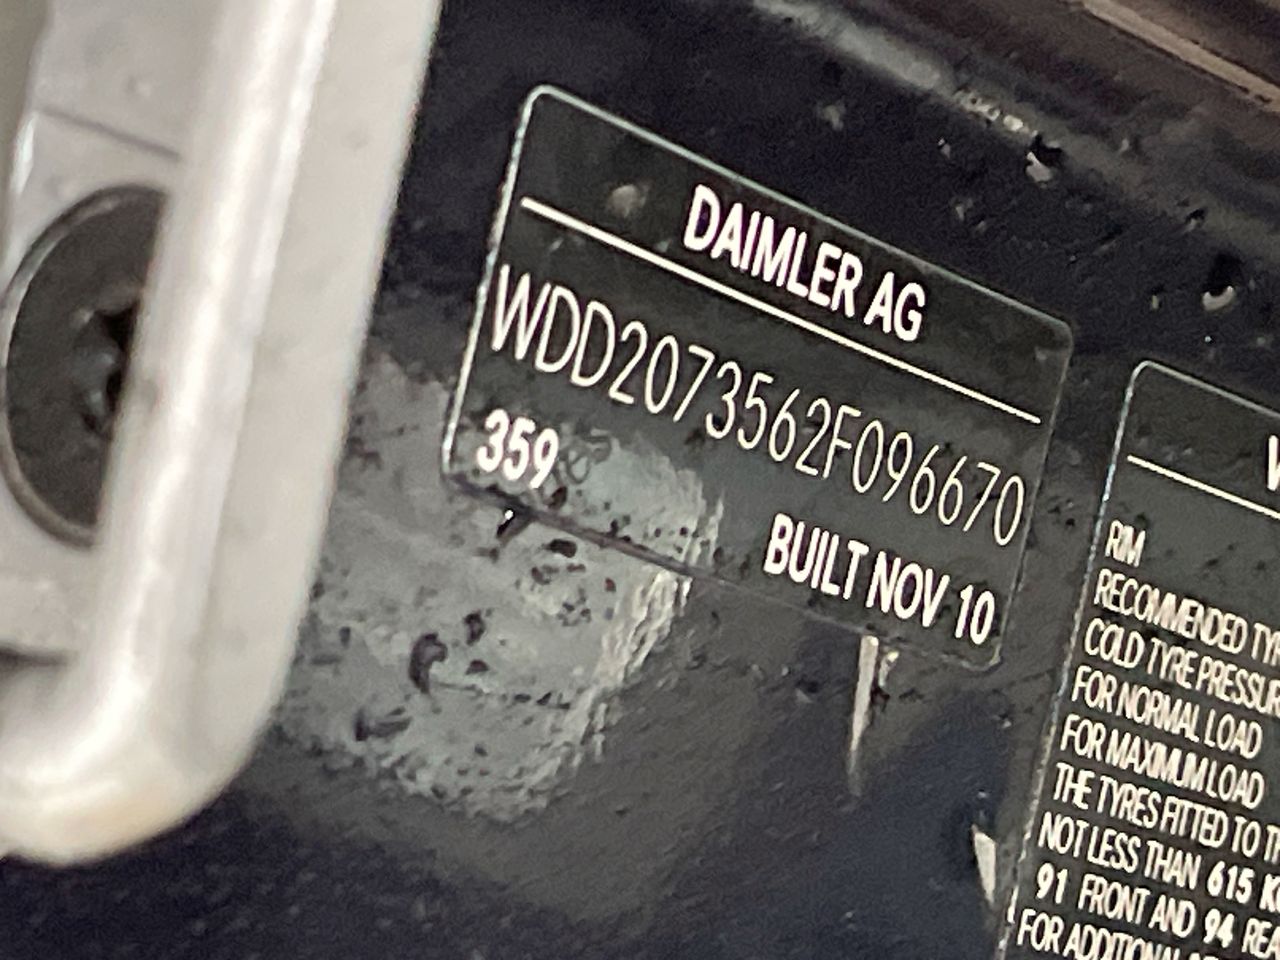 DAIMLER AG
WDD2073562F096670
359
BUILT NOV 10
RIM
RECOMMENDED
COLD TYRE
FOR NORMAL LOAD
FOR MAXIMUM LOAD
THE TYRES FITTED TO
NOT LESS THAN 615
91 FRONT AND 94